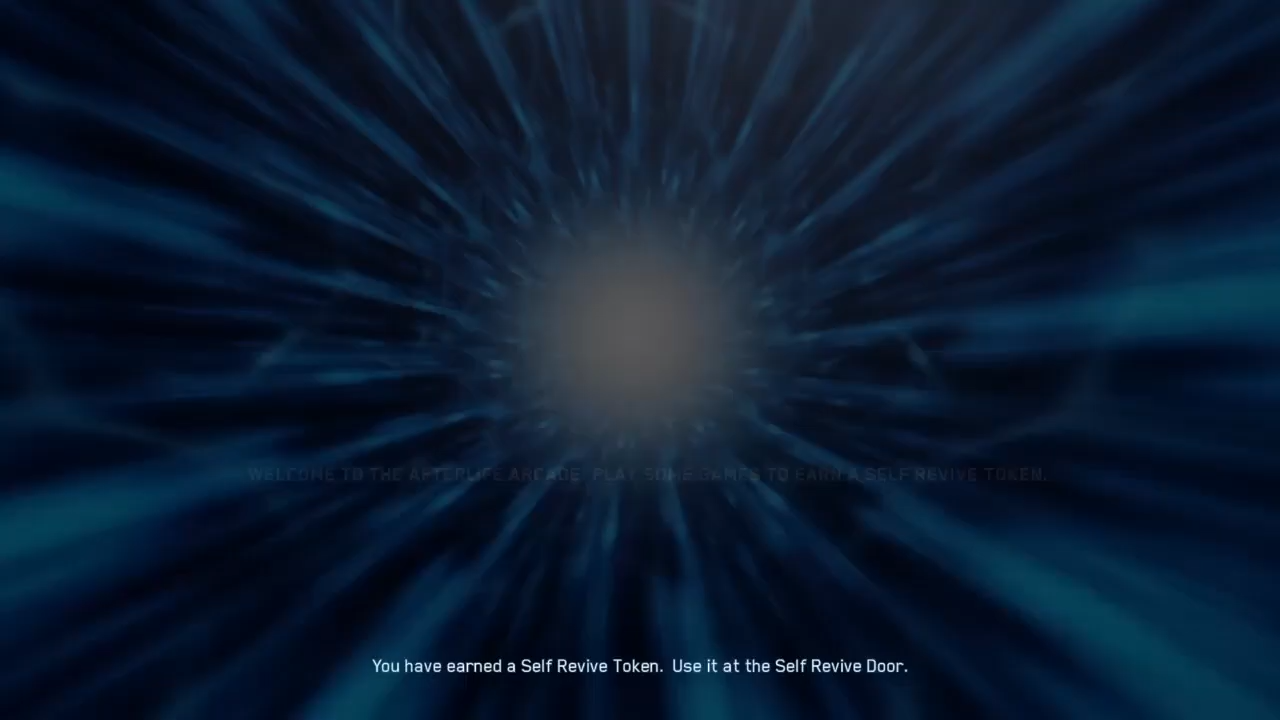 WELCOME TO THE AFTERLIFE ARCADE. PLAY SOME GAMES TO EARN A SELF REVIVE TOKEN.
You have earned a Self Revive Token.  Use it at the Self Revive Door.